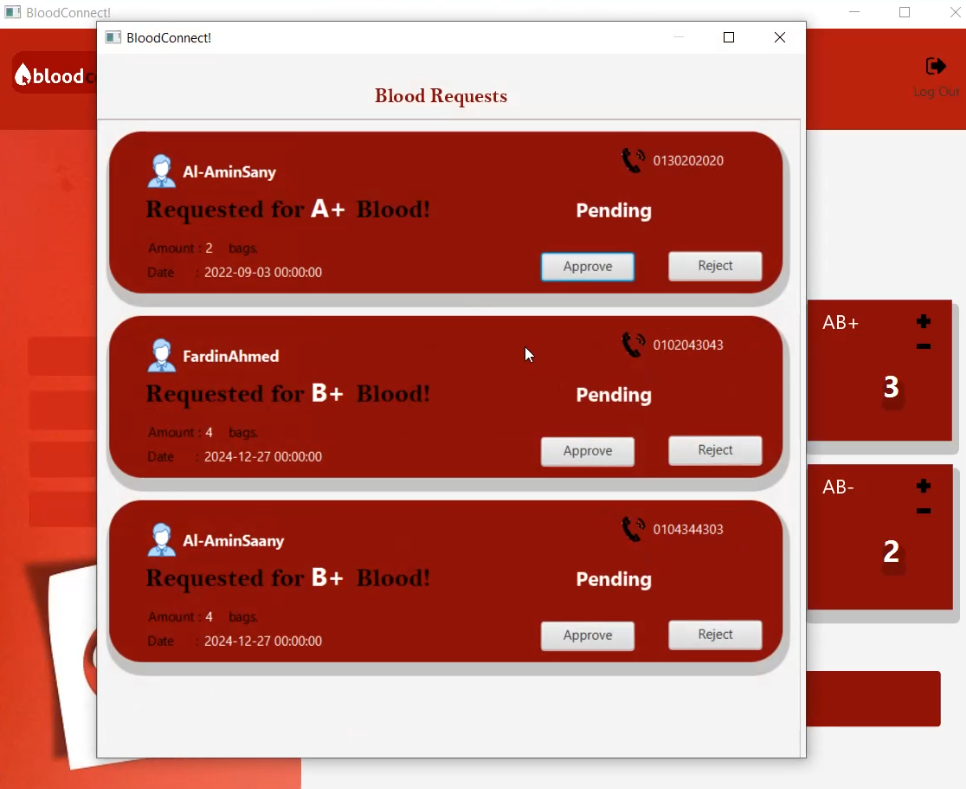 BloodConnect!
BloodConnect!
blood
Log Out
Blood Requests
Al-AminSany
0130202020
Requested for A+ Blood!
Pending
Amount : 2 bags.
Date : 2022-09-03 00:00:00
Approve
Reject
FardinAhmed
0102043043
Requested for B+ Blood!
Pending
Amount : 4 bags.
Date : 2024-12-27 00:00:00
Approve
Reject
Al-AminSaany
0104344303
Requested for B+ Blood!
Pending
Amount : 4 bags.
Date : 2024-12-27 00:00:00
Approve
Reject
AB+
3
AB-
2